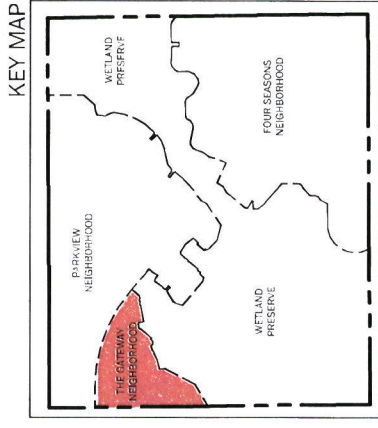 KEY MAP
WETLAND
PRESERVE
PARKVIEW
NEIGHBORHOOD
FOUR SEASONS
NEIGHBORHOOD
THE GATEWAY
NEIGHBORHOOD
WETLAND
PRESERVE